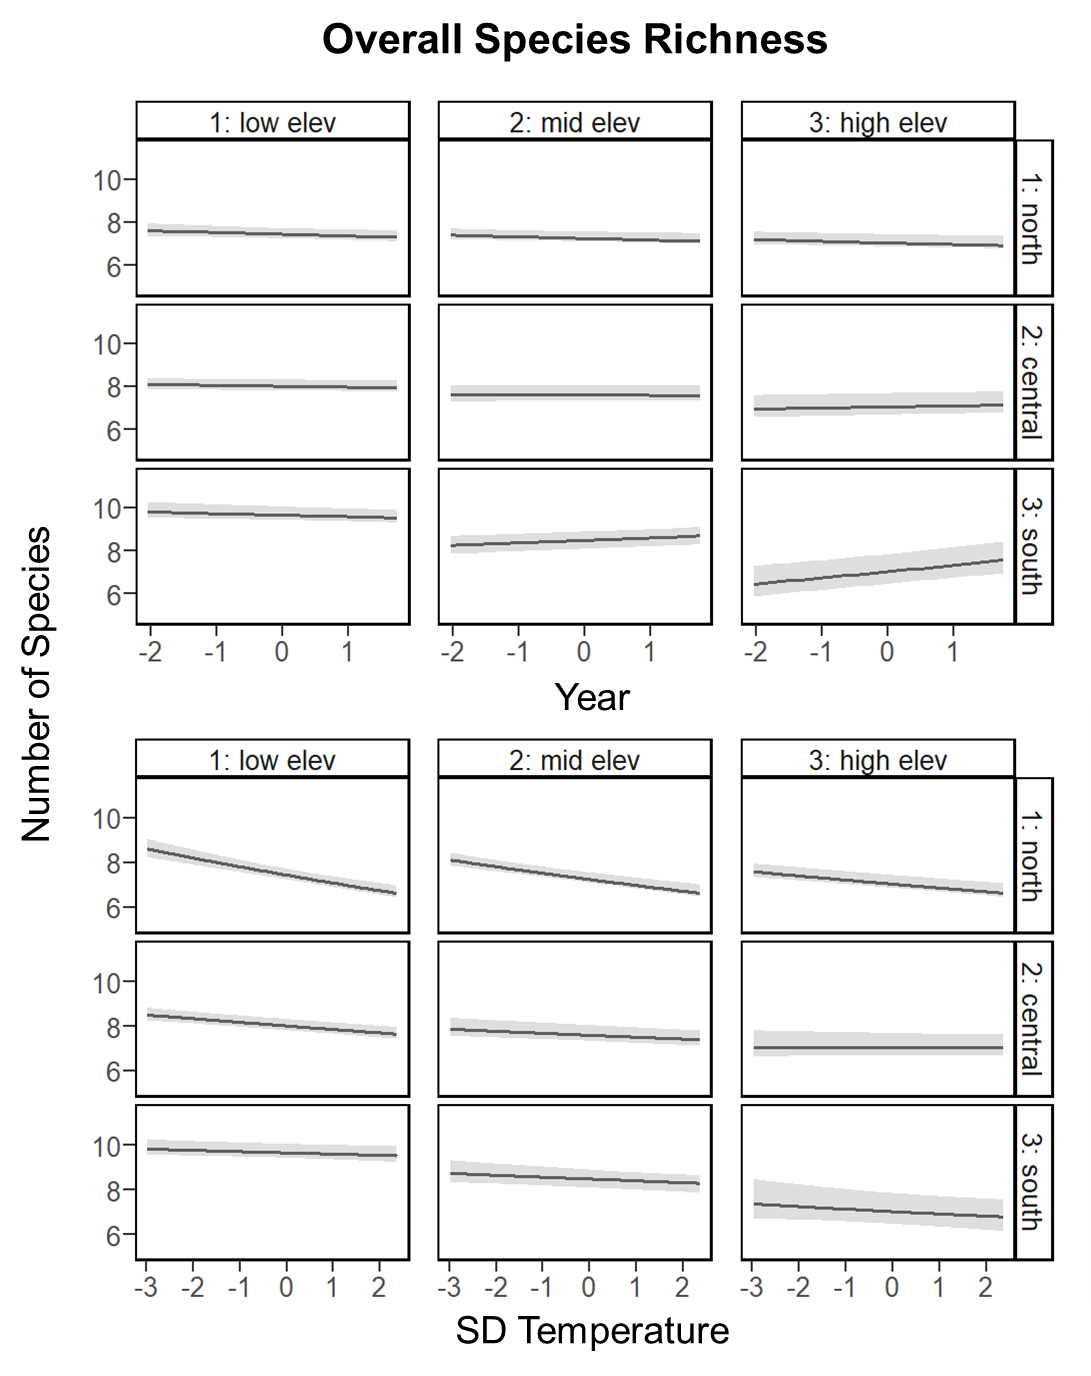 Overall Species Richness
1: low elev
2: mid elev
3: high elev
10
8
6
1: north
10
8
6
2: central
10
8
6
3: south
-2 -1 0 1
-2 -1 0 1
-2 -1 0 1
Year
Number of Species
1: low elev
2: mid elev
3: high elev
10
8
6
1: north
10
8
6
2: central
10
8
6
3: south
-3 -2 -1 0 1 2
-3 -2 -1 0 1 2
-3 -2 -1 0 1 2
SD Temperature